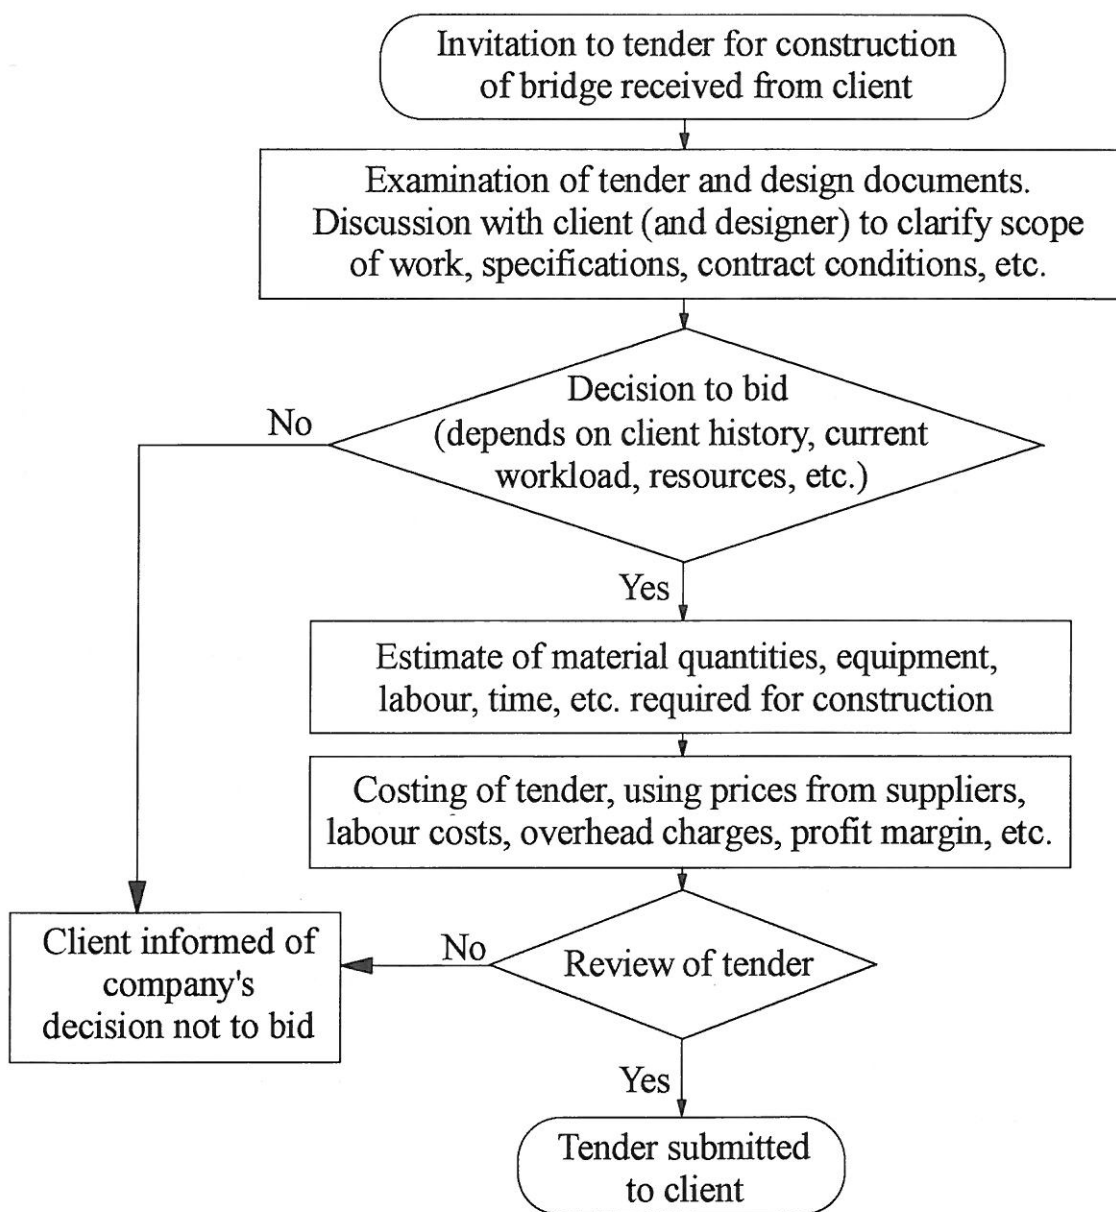 Invitation to tender for construction
of bridge received from client
Examination of tender and design documents.
Discussion with client (and designer) to clarify scope
of work, specifications, contract conditions, etc.
Decision to bid
(depends on client history, current
workload, resources, etc.)
No
Yes
Estimate of material quantities, equipment,
labour, time, etc. required for construction
Costing of tender, using prices from suppliers,
labour costs, overhead charges, profit margin, etc.
Review of tender
No
Client informed of
company's
decision not to bid
Yes
Tender submitted
to client